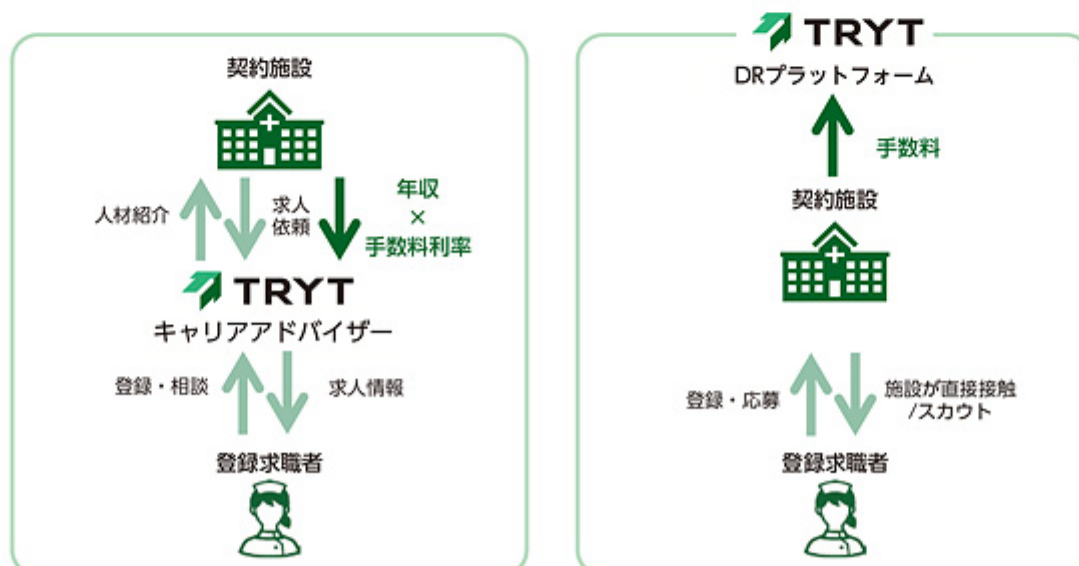 契約施設
人材紹介
求人
依頼
年収
×
手数料利率
TRYT
キャリアアドバイザー
登録・相談
求人情報
登録求職者
TRYT
DRプラットフォーム
手数料
契約施設
登録・応募
施設が直接接触
/スカウト
登録求職者